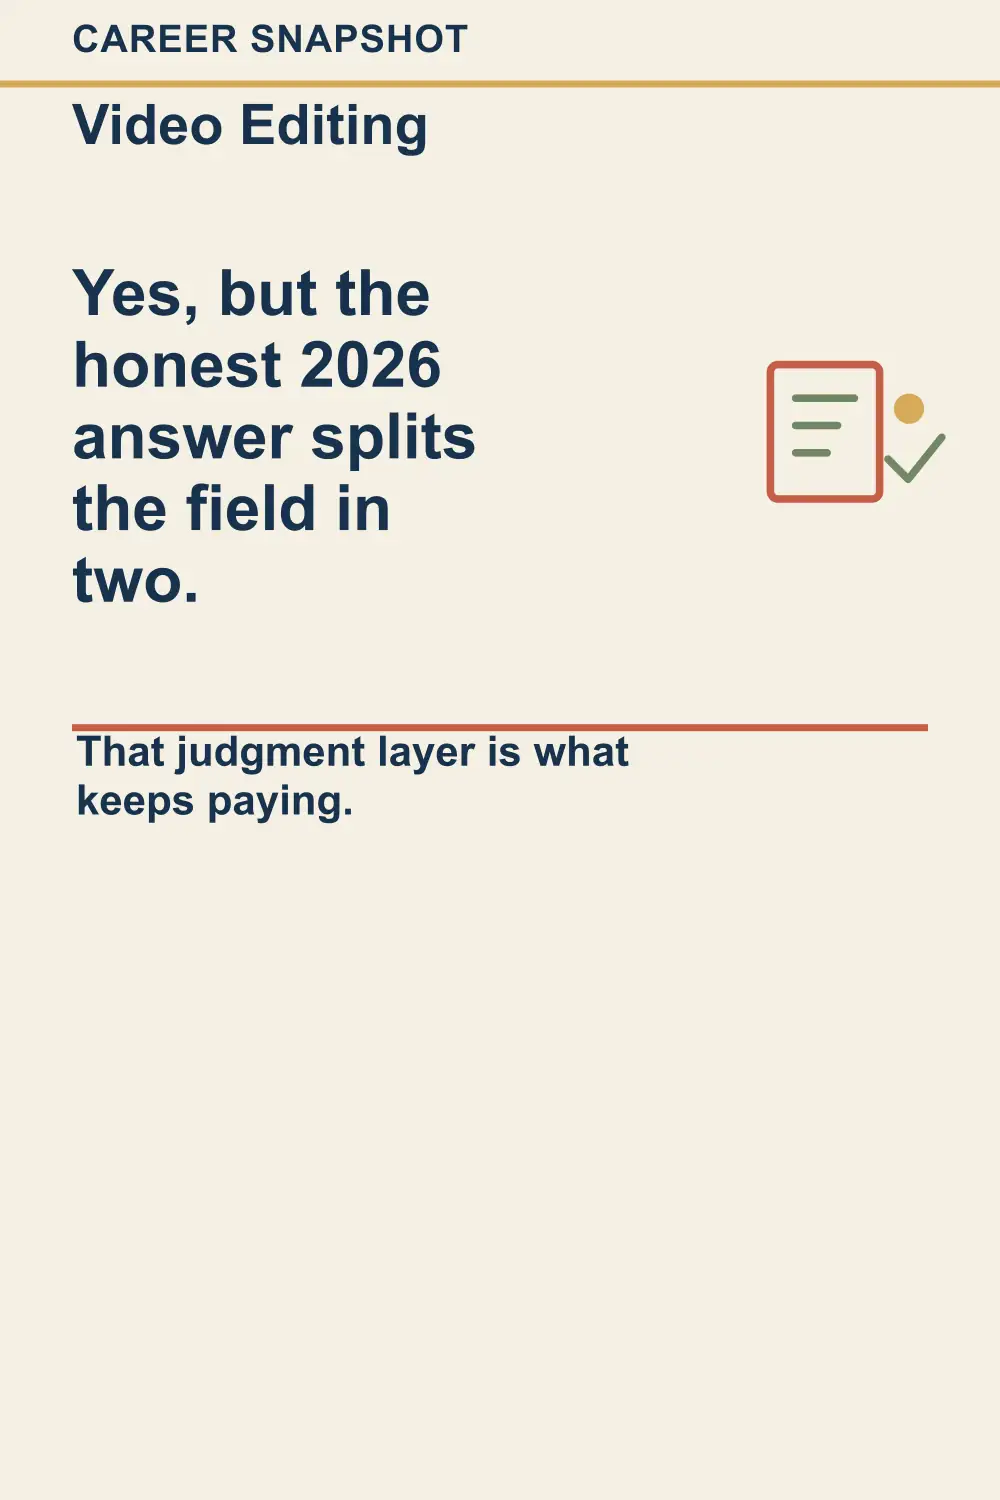 CAREER SNAPSHOT
Video Editing
Yes, but the
honest 2026
answer splits
the field in
two.
That judgment layer is what
keeps paying.